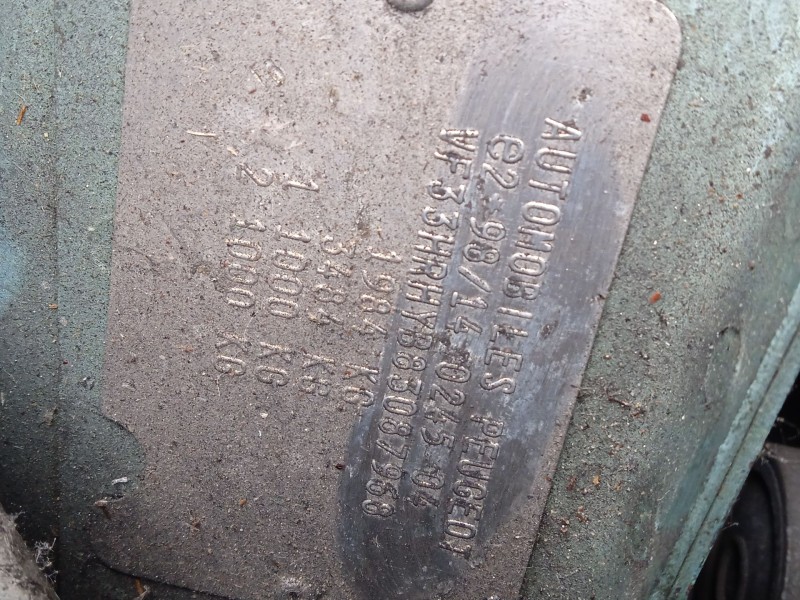 AUTOMOBILES PEUGEOT
e2*98/14*0245*04
VF33HRHYB83087968
1984 KG
3484 KG
1 1000 KG
2 1000 KG